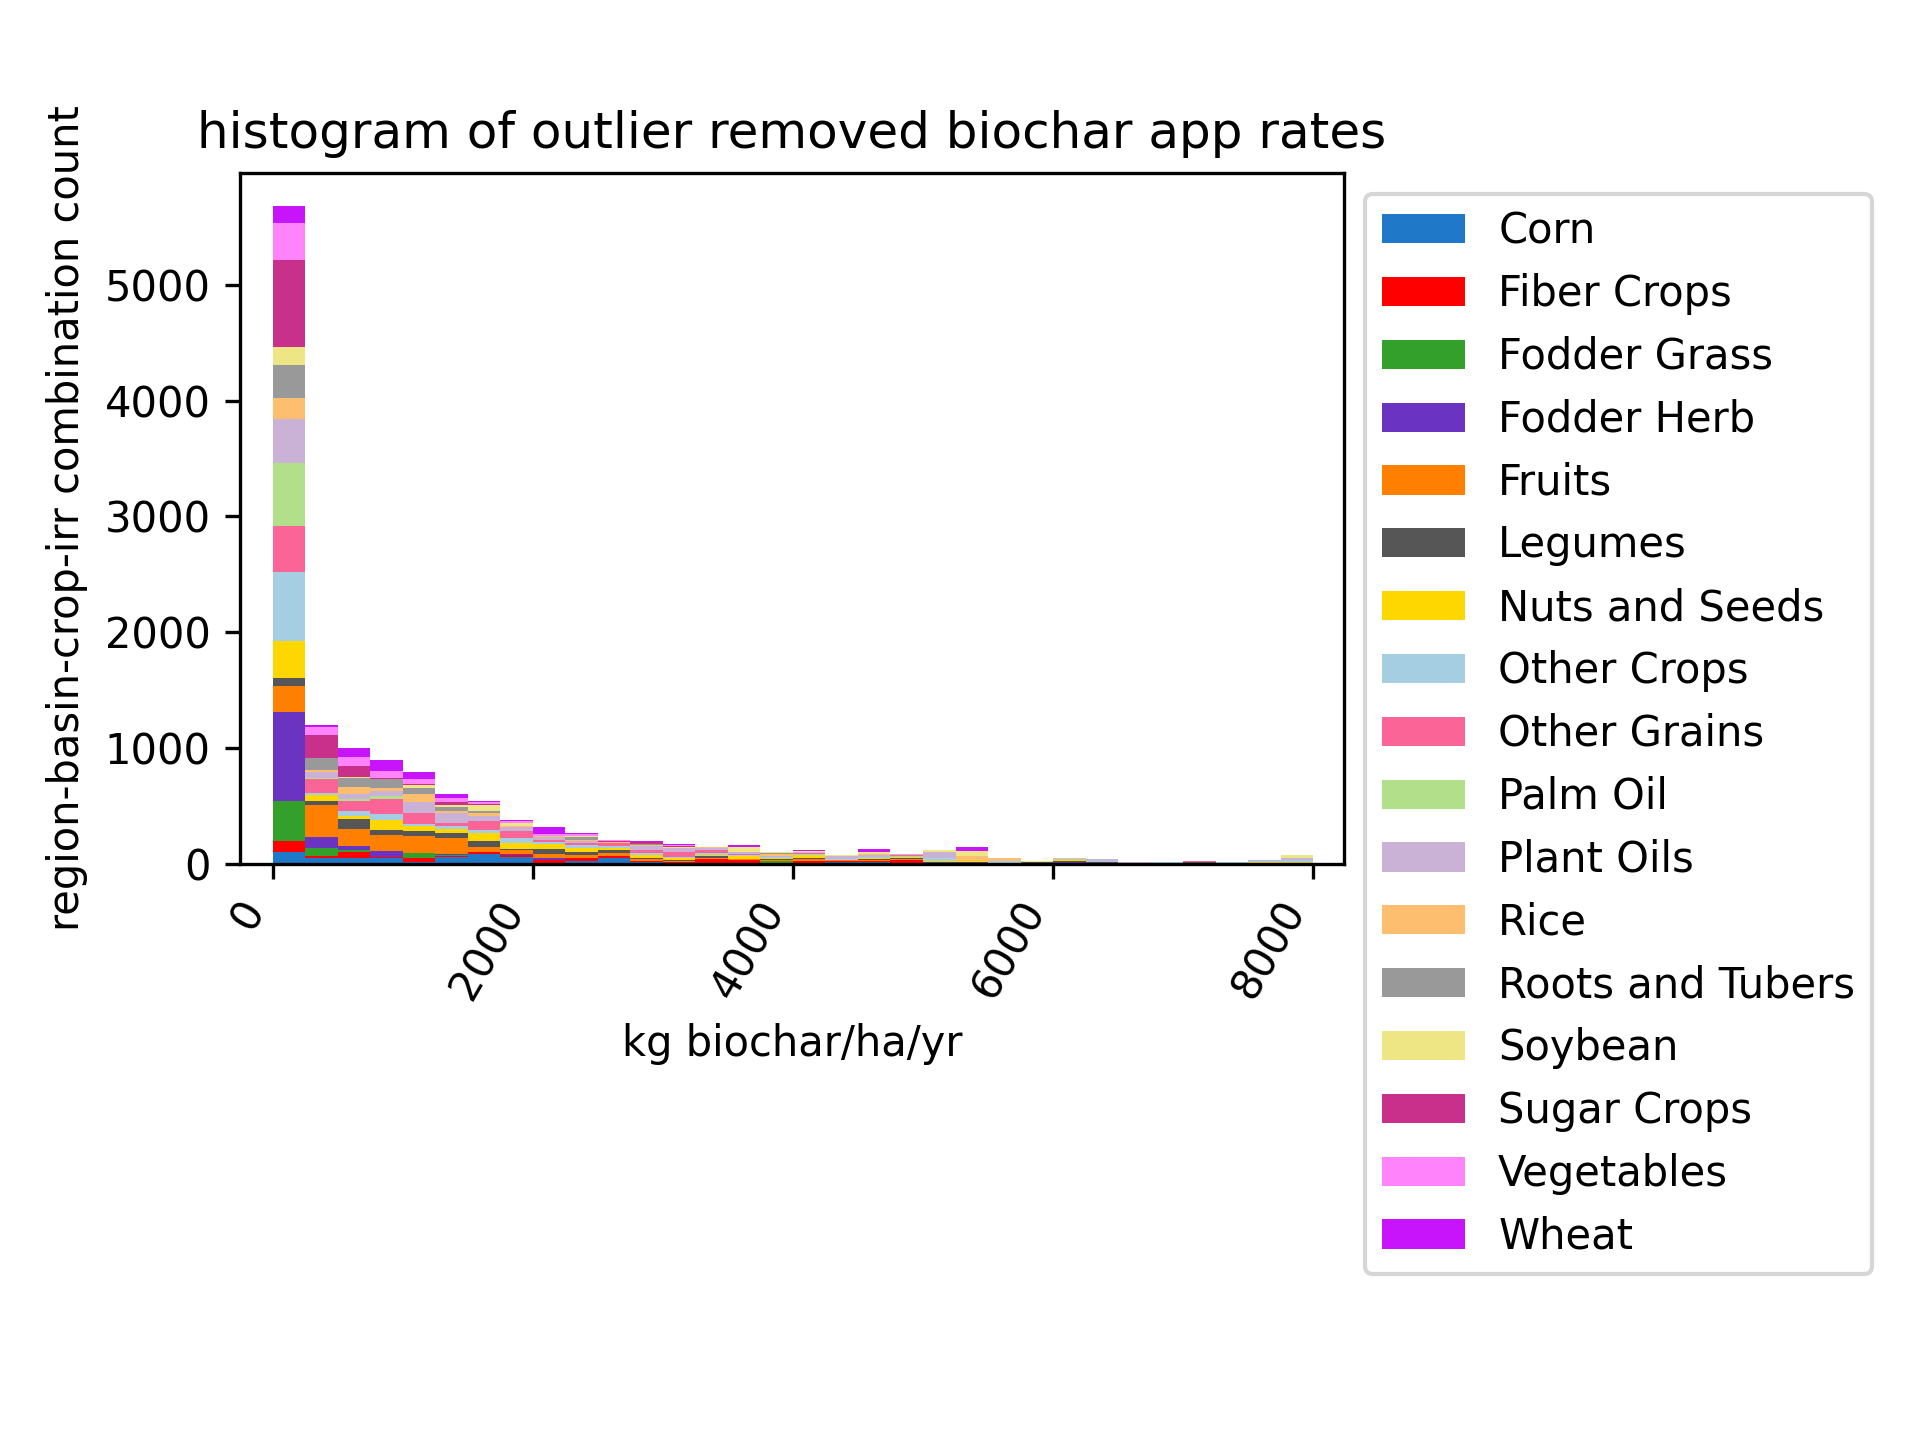 histogram of outlier removed biochar app rates
region-basin-crop-irr combination count
5000
4000
3000
2000
1000
0
0
2000
4000
6000
8000
kg biochar/ha/yr
Corn
Fiber Crops
Fodder Grass
Fodder Herb
Fruits
Legumes
Nuts and Seeds
Other Crops
Other Grains
Palm Oil
Plant Oils
Rice
Roots and Tubers
Soybean
Sugar Crops
Vegetables
Wheat